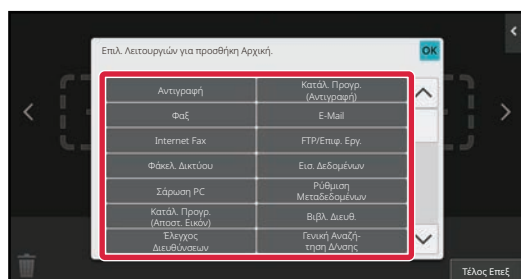 Επιλ. Λειτουργιών για προσθήκη Αρχική.
OK
Αντιγραφή
Κατάλ. Προγρ.
(Αντιγραφή)
Φαξ
E-Mail
Internet Fax
FTP/Επιφ. Εργ.
Φάκελ. Δικτύου
Εισ. Δεδομένων
Σάρωση PC
Ρύθμιση
Μεταδεδομένων
Κατάλ. Προγρ.
(Αποστ. Εικόν)
Βιβλ. Διευθ.
Έλεγχος
Διευθύνσεων
Γενική Αναζή-
τηση Δ/νσης
Τέλος Επεξ